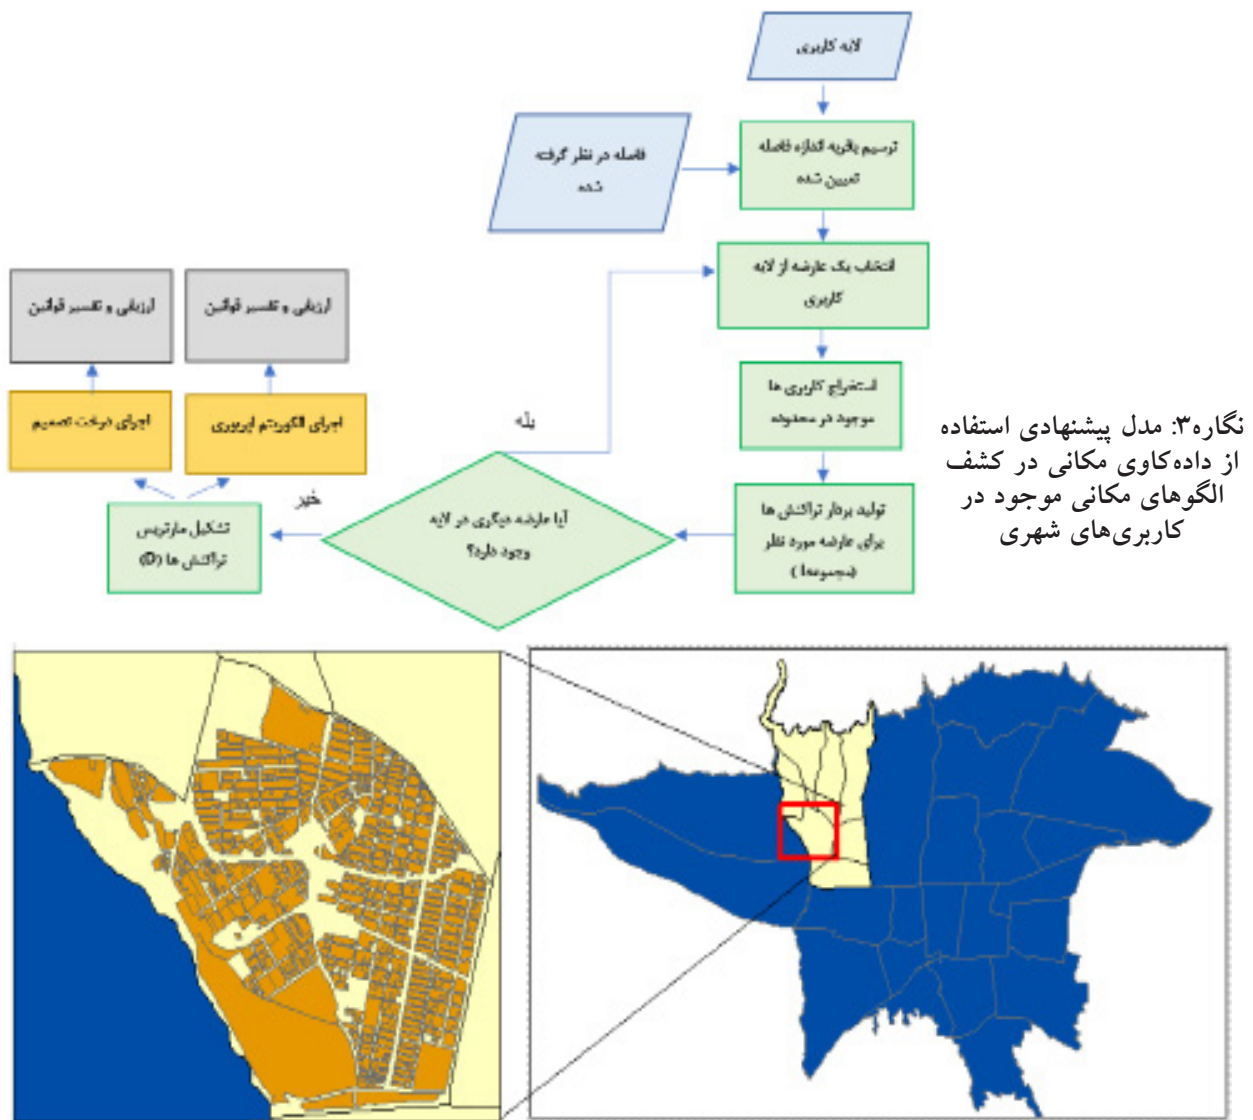 لایه کاربری
ترسیم بافربه اندازه فاصله
تعیین شده
فاصله در نظر گرفته
شده
انتخاب یک عارضه از لایه
کاربری
استخراج کاربری ها
موجود در محدوده
تولید بردار تراکنش ها
برای عارضه مورد نظر
(مجموعه‌I)
آیا عارضه دیگری در لایه
وجود دارد؟
بله
خیر
تشکیل مارتریس
تراکنش ها (D)
اجرای الگوریتم اپریوری
اجرای درخت تصمیم
ارزیابی و تفسیر قوانین
ارزیابی و تفسیر قوانین
نگاره۳: مدل پیشنهادی استفاده
از داده‌کاوی مکانی در کشف
الگوهای مکانی موجود در
کاربری‌های شهری